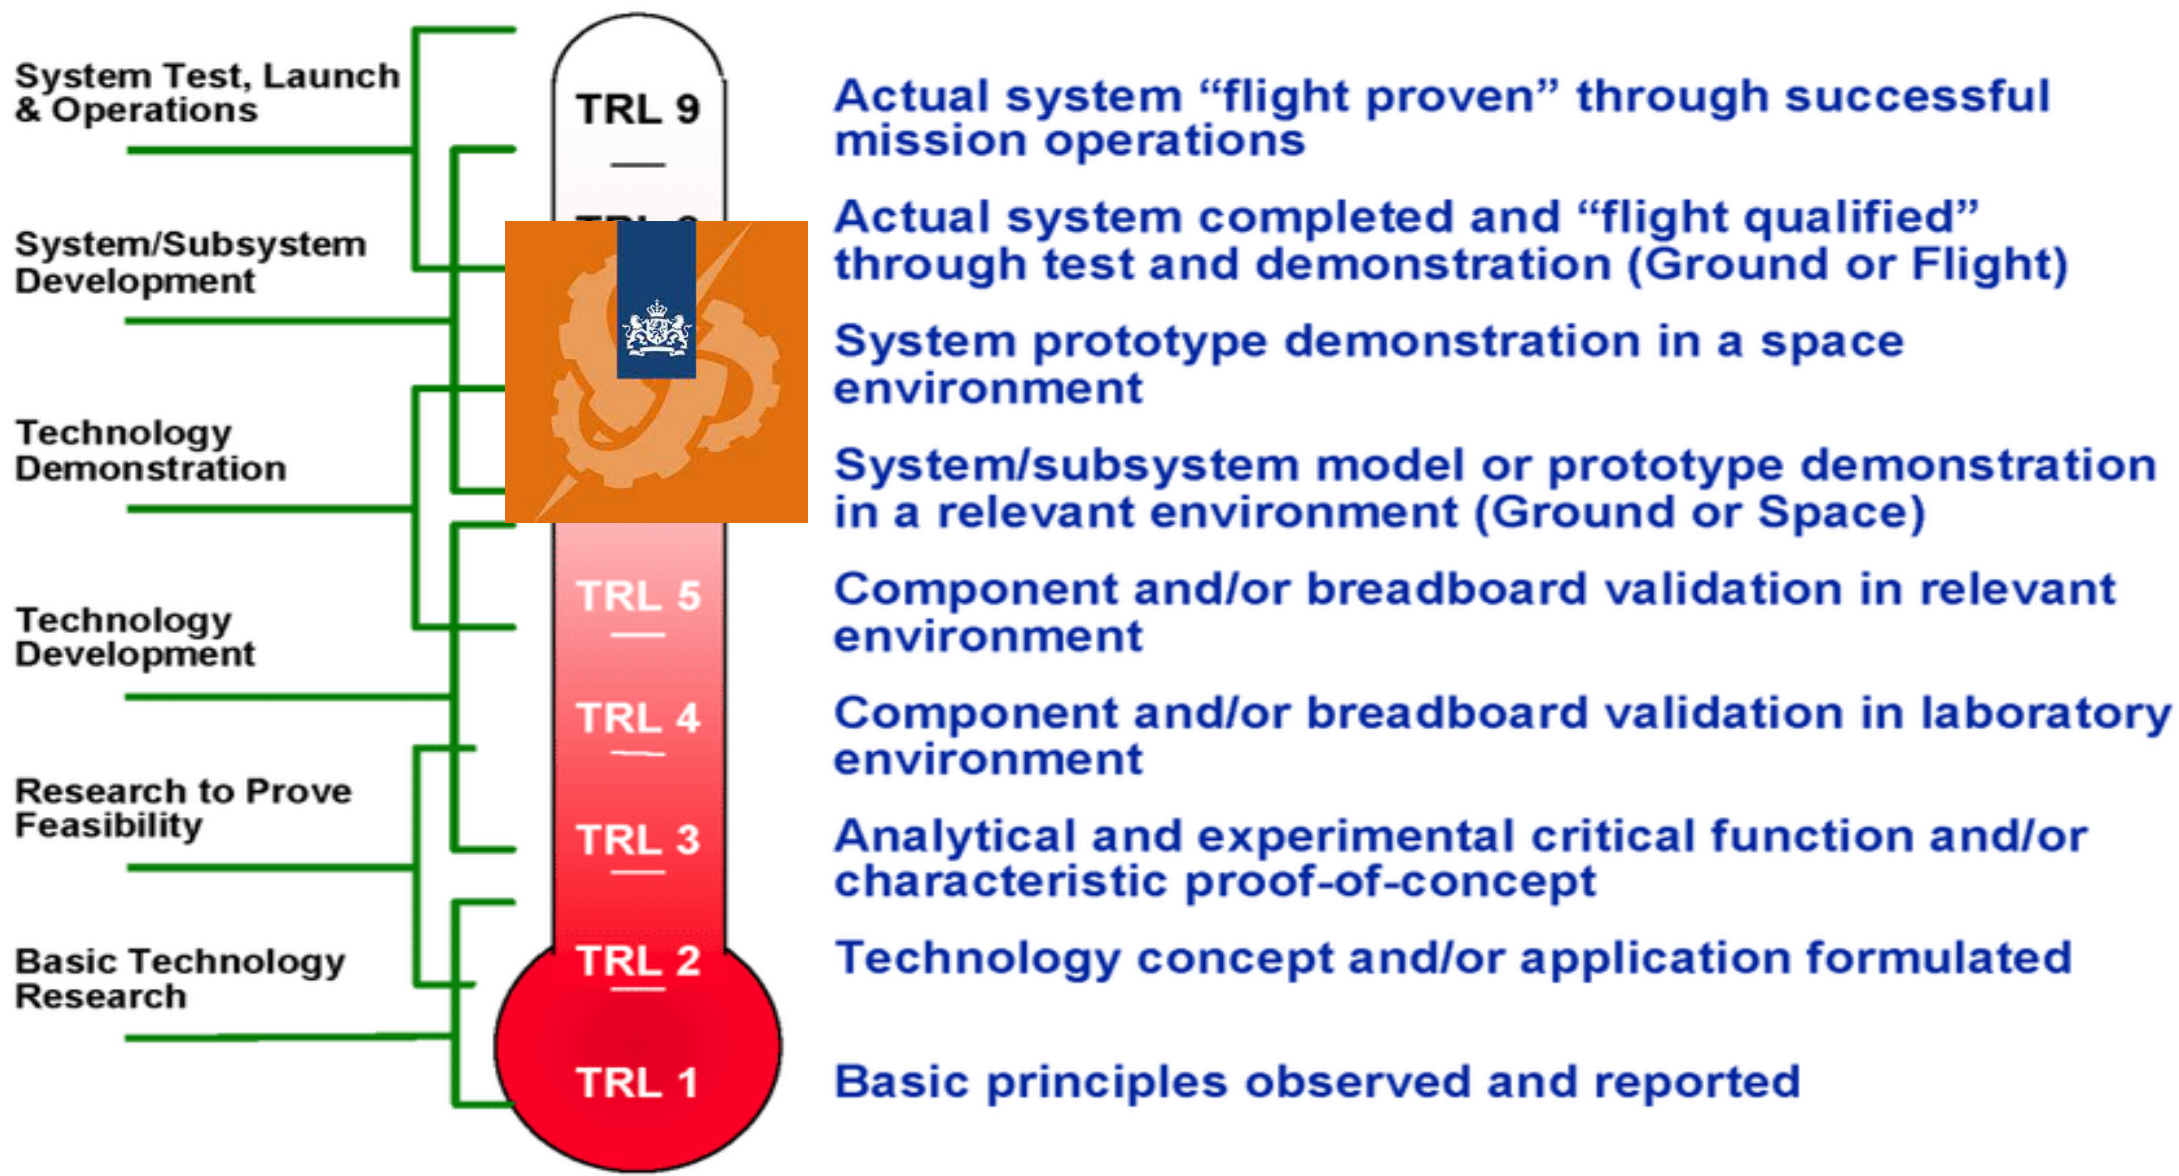 System Test, Launch
& Operations
System/Subsystem
Development
Technology
Demonstration
Technology
Development
Research to Prove
Feasibility
Basic Technology
Research
TRL 9
TRL 5
TRL 4
TRL 3
TRL 2
TRL 1
Actual system “flight proven” through successful
mission operations
Actual system completed and “flight qualified”
through test and demonstration (Ground or Flight)
System prototype demonstration in a space
environment
System/subsystem model or prototype demonstration
in a relevant environment (Ground or Space)
Component and/or breadboard validation in relevant
environment
Component and/or breadboard validation in laboratory
environment
Analytical and experimental critical function and/or
characteristic proof-of-concept
Technology concept and/or application formulated
Basic principles observed and reported